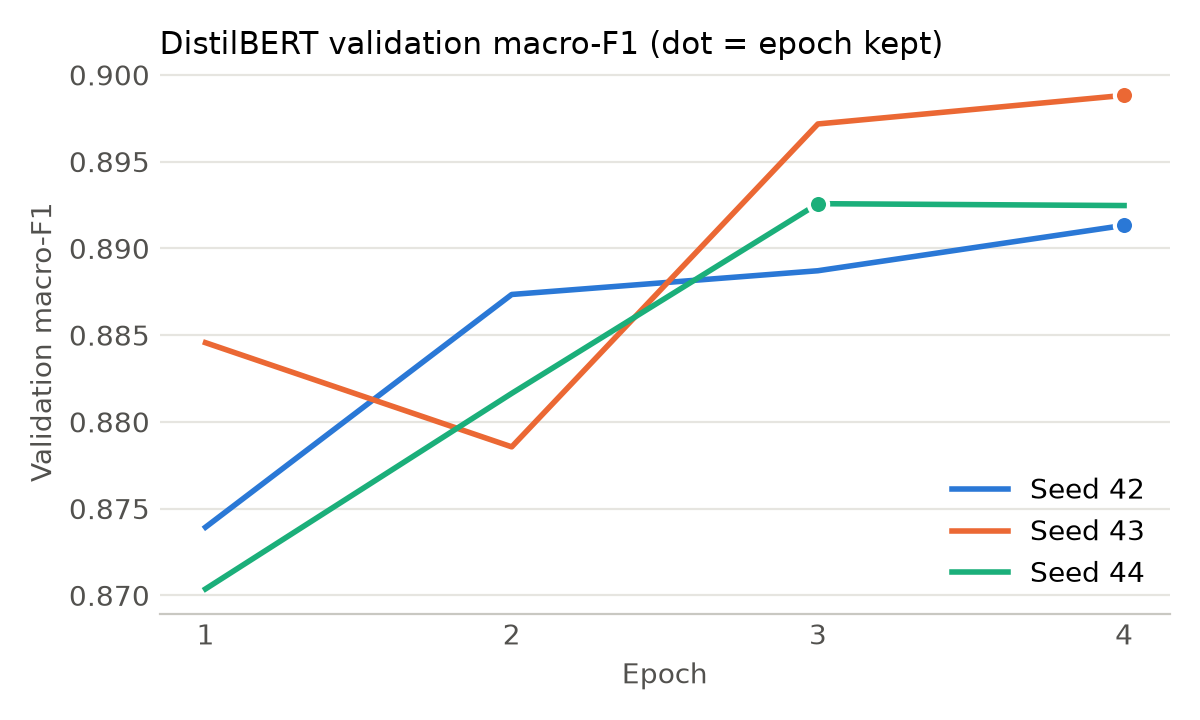 DistilBERT validation macro-F1 (dot = epoch kept)
Validation macro-F1
0.900
0.895
0.890
0.885
0.880
0.875
0.870
Seed 42
Seed 43
Seed 44
1 2 3 4
Epoch